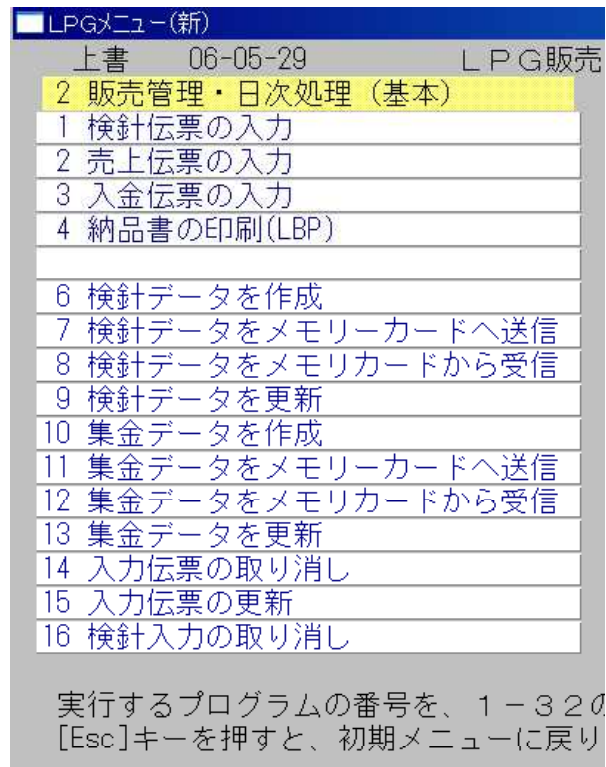 LPGメニュー(新)
上書 06-05-29 LPG販売
2 販売管理・日次処理（基本）
1 検針伝票の入力
2 売上伝票の入力
3 入金伝票の入力
4 納品書の印刷(LBP)
6 検針データを作成
7 検針データをメモリーカードへ送信
8 検針データをメモリカードから受信
9 検針データを更新
10 集金データを作成
11 集金データをメモリーカードへ送信
12 集金データをメモリカードから受信
13 集金データを更新
14 入力伝票の取り消し
15 入力伝票の更新
16 検針入力の取り消し
実行するプログラムの番号を、１－３２の
[Esc]キーを押すと、初期メニューに戻り